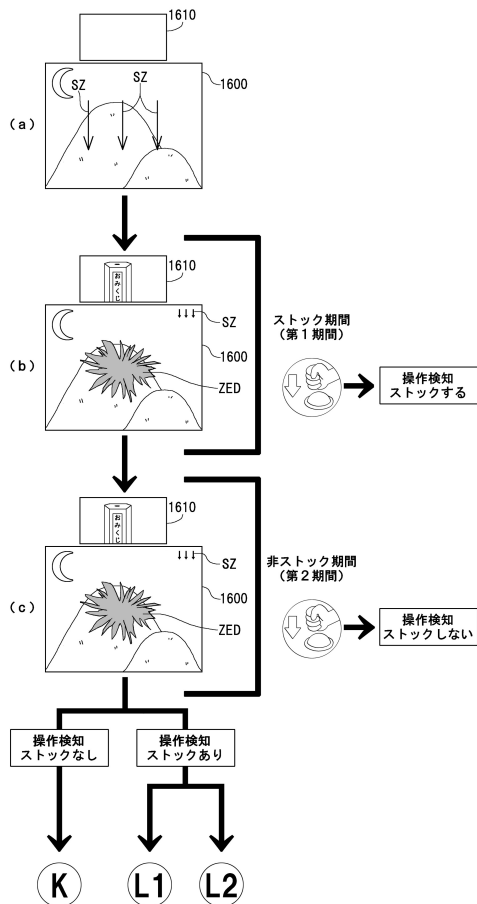 1610
1600
SZ
SZ
(a)
1610
おみくじ
SZ
1600
(b)
ZED
ストック期間
(第1期間)
操作検知
ストックする
1610
おみくじ
SZ
1600
(c)
ZED
非ストック期間
(第2期間)
操作検知
ストックしない
操作検知
ストックなし
操作検知
ストックあり
K
L1
L2